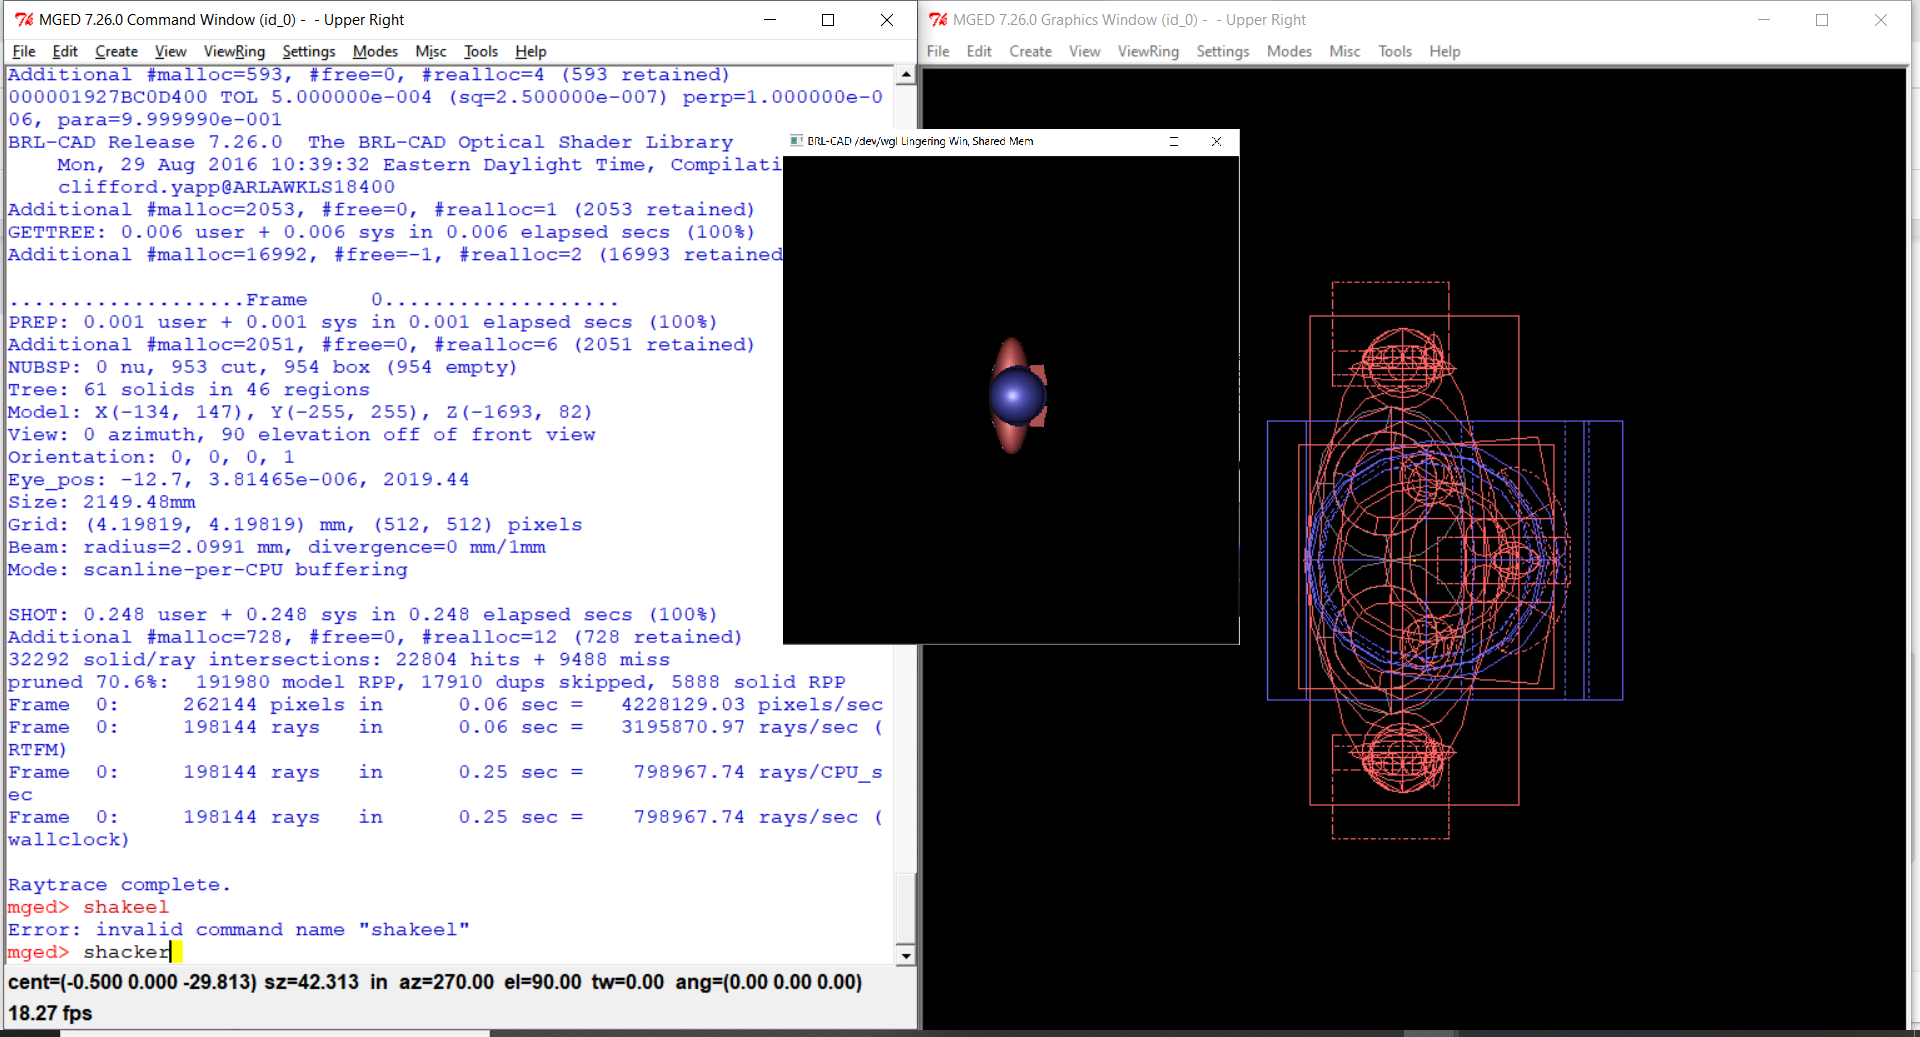 MGED 7.26.0 Command Window (id_0) - - Upper Right
File Edit Create View ViewRing Settings Modes Misc Tools Help
Additional #malloc=593, #free=0, #realloc=4 (593 retained)
000001927BC0D400 TOL 5.000000e-004 (sq=2.500000e-007) perp=1.000000e-0
06, para=9.999990e-001
BRL-CAD Release 7.26.0  The BRL-CAD Optical Shader Library
Mon, 29 Aug 2016 10:39:32 Eastern Daylight Time, Compilati
clifford.yapp@ARLAWKLS18400
Additional #malloc=2053, #free=0, #realloc=1 (2053 retained)
GETTREE: 0.006 user + 0.006 sys in 0.006 elapsed secs (100%)
Additional #malloc=16992, #free=-1, #realloc=2 (16993 retained
...................Frame     0...................
PREP: 0.001 user + 0.001 sys in 0.001 elapsed secs (100%)
Additional #malloc=2051, #free=0, #realloc=6 (2051 retained)
NUBSP: 0 nu, 953 cut, 954 box (954 empty)
Tree: 61 solids in 46 regions
Model: X(-134, 147), Y(-255, 255), Z(-1693, 82)
View: 0 azimuth, 90 elevation off of front view
Orientation: 0, 0, 0, 1
Eye_pos: -12.7, 3.81465e-006, 2019.44
Size: 2149.48mm
Grid: (4.19819, 4.19819) mm, (512, 512) pixels
Beam: radius=2.0991 mm, divergence=0 mm/1mm
Mode: scanline-per-CPU buffering
SHOT: 0.248 user + 0.248 sys in 0.248 elapsed secs (100%)
Additional #malloc=728, #free=0, #realloc=12 (728 retained)
32292 solid/ray intersections: 22804 hits + 9488 miss
pruned 70.6%:  191980 model RPP, 17910 dups skipped, 5888 solid RPP
Frame  0:     262144 pixels in      0.06 sec =   4228129.03 pixels/sec
Frame  0:     198144 rays   in      0.06 sec =   3195870.97 rays/sec (
RTFM)
Frame  0:     198144 rays   in      0.25 sec =    798967.74 rays/CPU_s
ec
Frame  0:     198144 rays   in      0.25 sec =    798967.74 rays/sec (
wallclock)
Raytrace complete.
mged> shakeel
Error: invalid command name "shakeel"
mged> shacker
cent=(-0.500 0.000 -29.813) sz=42.313 in az=270.00 el=90.00 tw=0.00 ang=(0.00 0.00 0.00)
18.27 fps
BRL-CAD /dev/wgl Lingering Win, Shared Mem
MGED 7.26.0 Graphics Window (id_0) - - Upper Right
File Edit Create View ViewRing Settings Modes Misc Tools Help